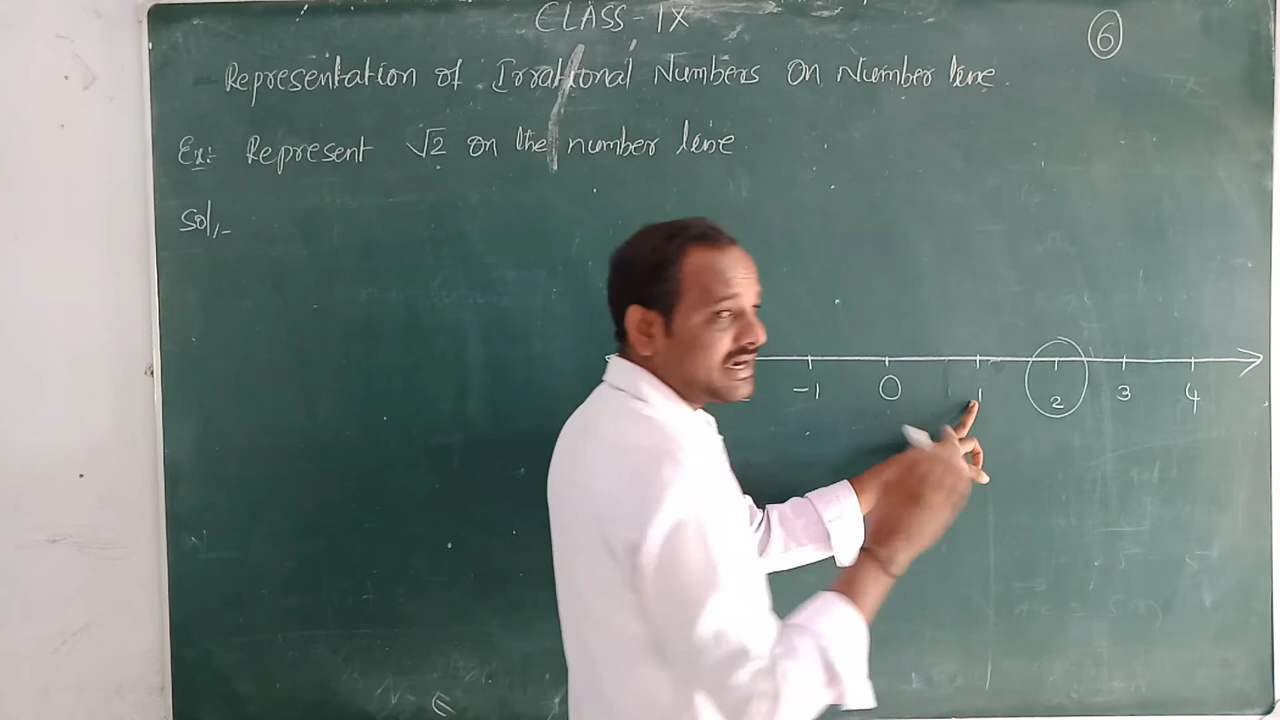 CLASS - IX
6
Representation of Irrational Numbers On Number line.
Ex:- Represent √2 on the number line.
Sol,-
-1 0 1 2 3 4